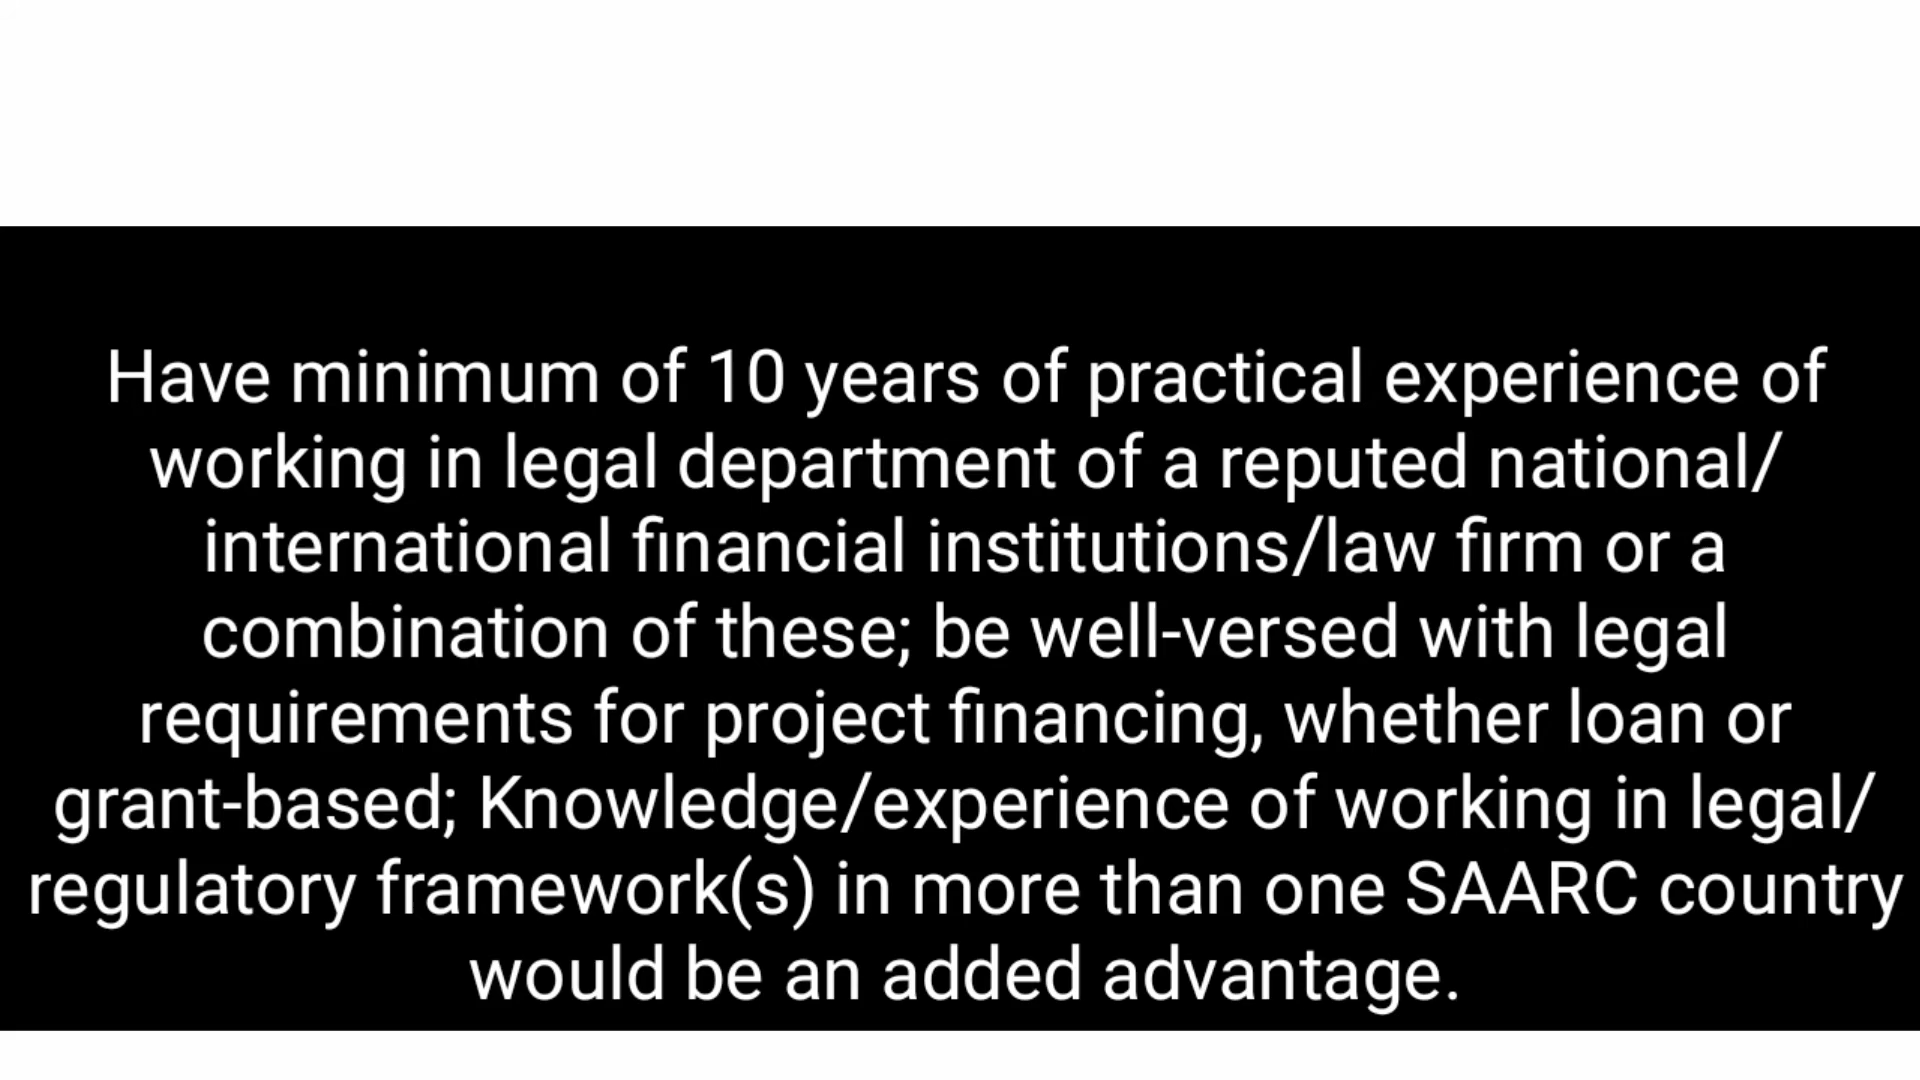 Have minimum of 10 years of practical experience of
working in legal department of a reputed national/
international financial institutions/law firm or a
combination of these; be well-versed with legal
requirements for project financing, whether loan or
grant-based; Knowledge/experience of working in legal/
regulatory framework(s) in more than one SAARC country
would be an added advantage.